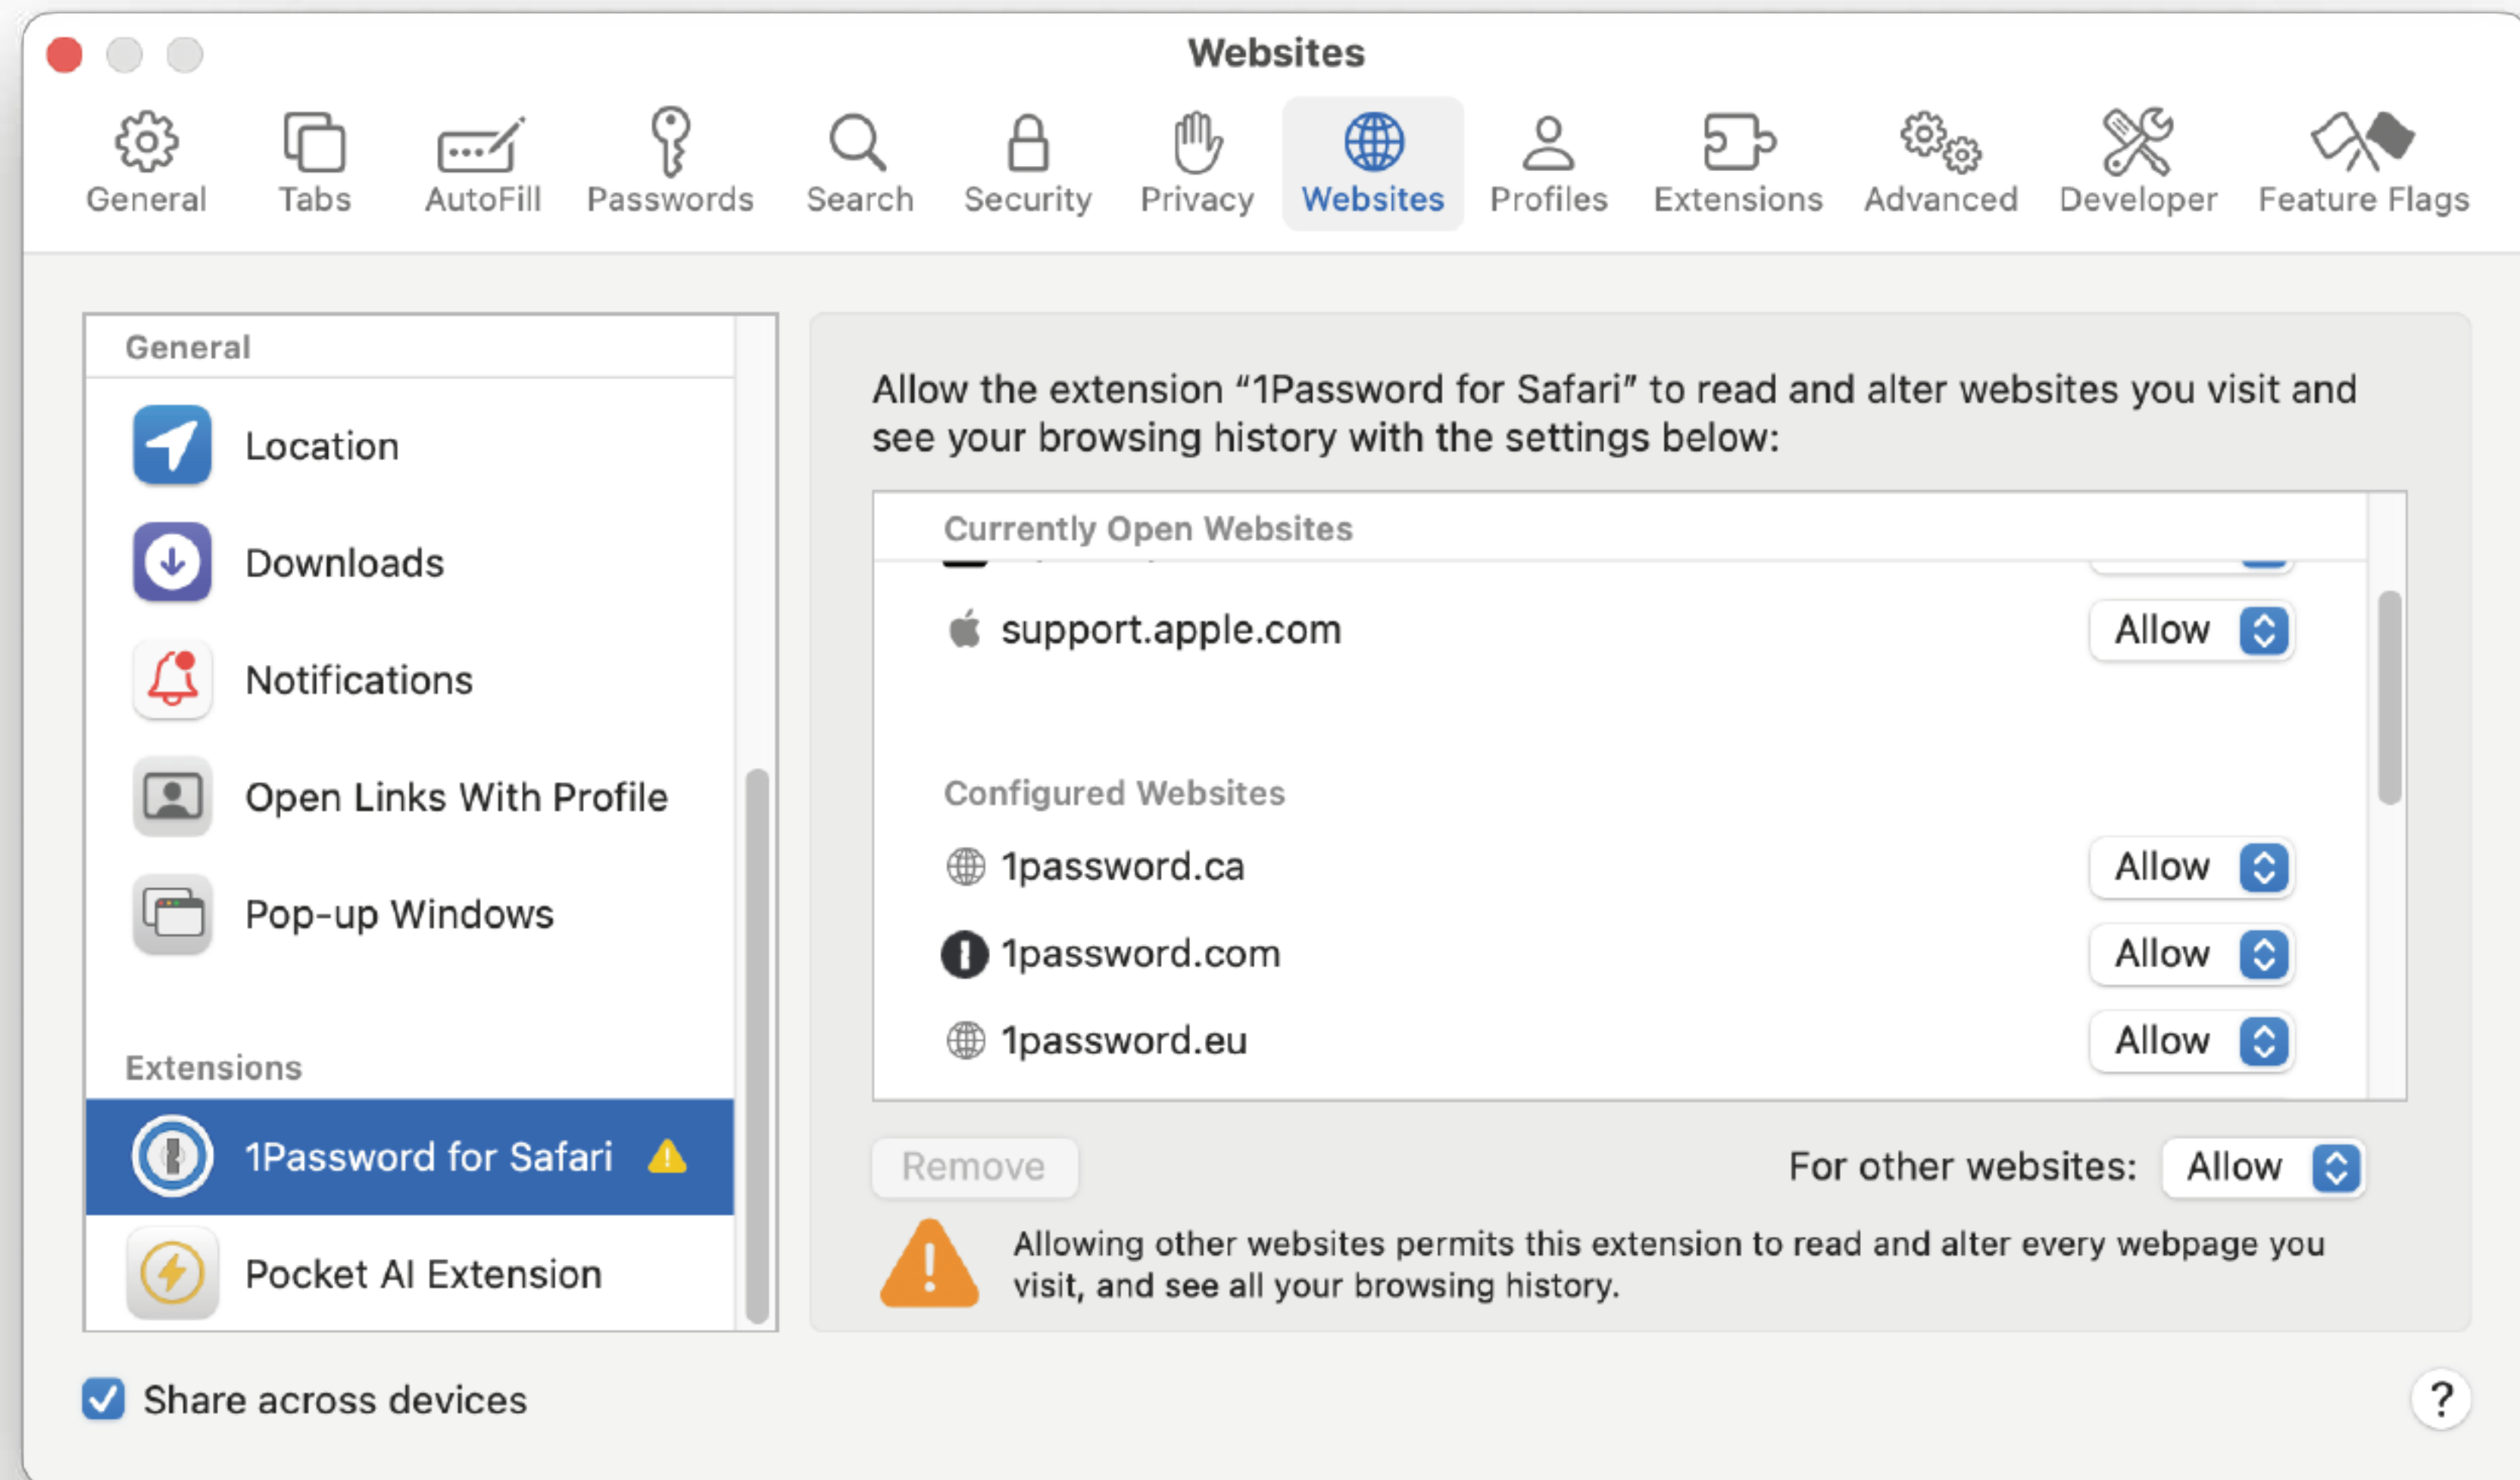 Websites
General
Tabs
AutoFill
Passwords
Search
Security
Privacy
Websites
Profiles
Extensions
Advanced
Developer
Feature Flags
General
Location
Downloads
Notifications
Open Links With Profile
Pop-up Windows
Extensions
1Password for Safari
Pocket AI Extension
Allow the extension “1Password for Safari” to read and alter websites you visit and
see your browsing history with the settings below:
Currently Open Websites
support.apple.com Allow
Configured Websites
1password.ca Allow
1password.com Allow
1password.eu Allow
Remove
For other websites: Allow
Allowing other websites permits this extension to read and alter every webpage you
visit, and see all your browsing history.
Share across devices
?